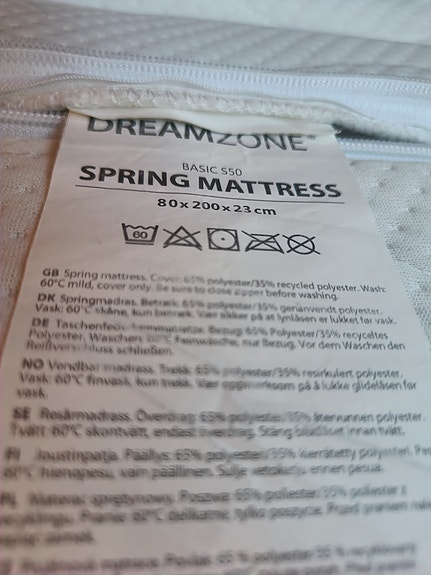 DREAMZONE®
BASIC S50
SPRING MATTRESS
80x200x23cm
60
GB Spring mattress. Cover: 65% polyester/35% recycled polyester. Wash:
60°C mild, cover only. Be sure to close zipper before washing.
DK Springmadras. Betræk: 65% polyester/35% genanvendt polyester.
Vask: 60°C skåne, kun betræk. Vær sikker på at lynlåsen er lukket før vask.
DE Taschenfederkernmatratze. Bezug: 65% Polyester/35% recyceltes
Polyester. Waschen 60°C Feinwäsche, nur Bezug. Vor dem Waschen den
Reißverschluss schließen.
NO Vendbar madrass. Trekk: 65% polyester/35% resirkulert polyester.
Vask: 60°C finvask, kun trekk. Vær oppmerksom på å lukke glidelåsen før
vask.
SE Resårmadrass. Överdrag: 65% polyester/35% återvunnen polyester.
Tvätt: 60°C skontvätt, endast överdrag. Stäng blixtlåset innan tvätt.
FI Joustinpatja. Päällys: 65% polyesteri/35% kierrätetty polyesteri.
60°C hienopesu, vain päällinen. Sulje vetoketju ennen pesua.
PL Materac sprężynowy. Poszwa: 65% poliester/35% poliester z
Pranie: 60°C delikatne, tylko poszycie. Przed praniem